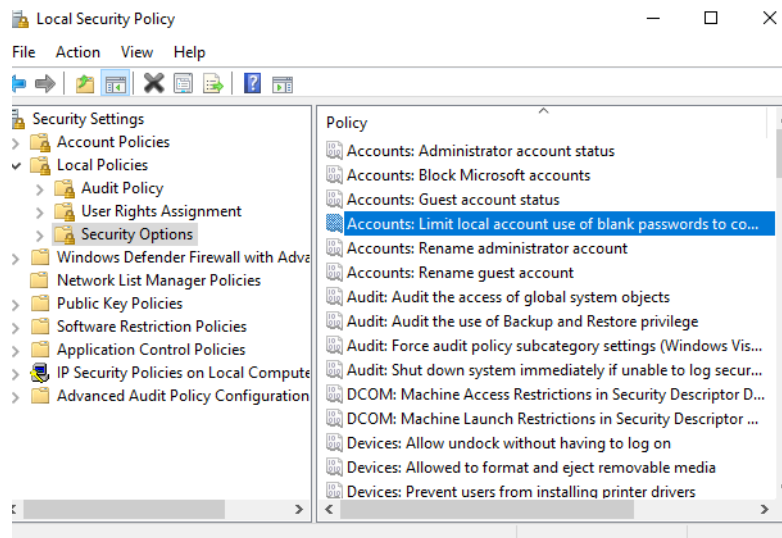 Local Security Policy
File Action View Help
Security Settings
Account Policies
Local Policies
Audit Policy
User Rights Assignment
Security Options
Windows Defender Firewall with Adva
Network List Manager Policies
Public Key Policies
Software Restriction Policies
Application Control Policies
IP Security Policies on Local Compute
Advanced Audit Policy Configuration
Policy
Accounts: Administrator account status
Accounts: Block Microsoft accounts
Accounts: Guest account status
Accounts: Limit local account use of blank passwords to co...
Accounts: Rename administrator account
Accounts: Rename guest account
Audit: Audit the access of global system objects
Audit: Audit the use of Backup and Restore privilege
Audit: Force audit policy subcategory settings (Windows Vis...
Audit: Shut down system immediately if unable to log secur...
DCOM: Machine Access Restrictions in Security Descriptor D...
DCOM: Machine Launch Restrictions in Security Descriptor ...
Devices: Allow undock without having to log on
Devices: Allowed to format and eject removable media
Devices: Prevent users from installing printer drivers